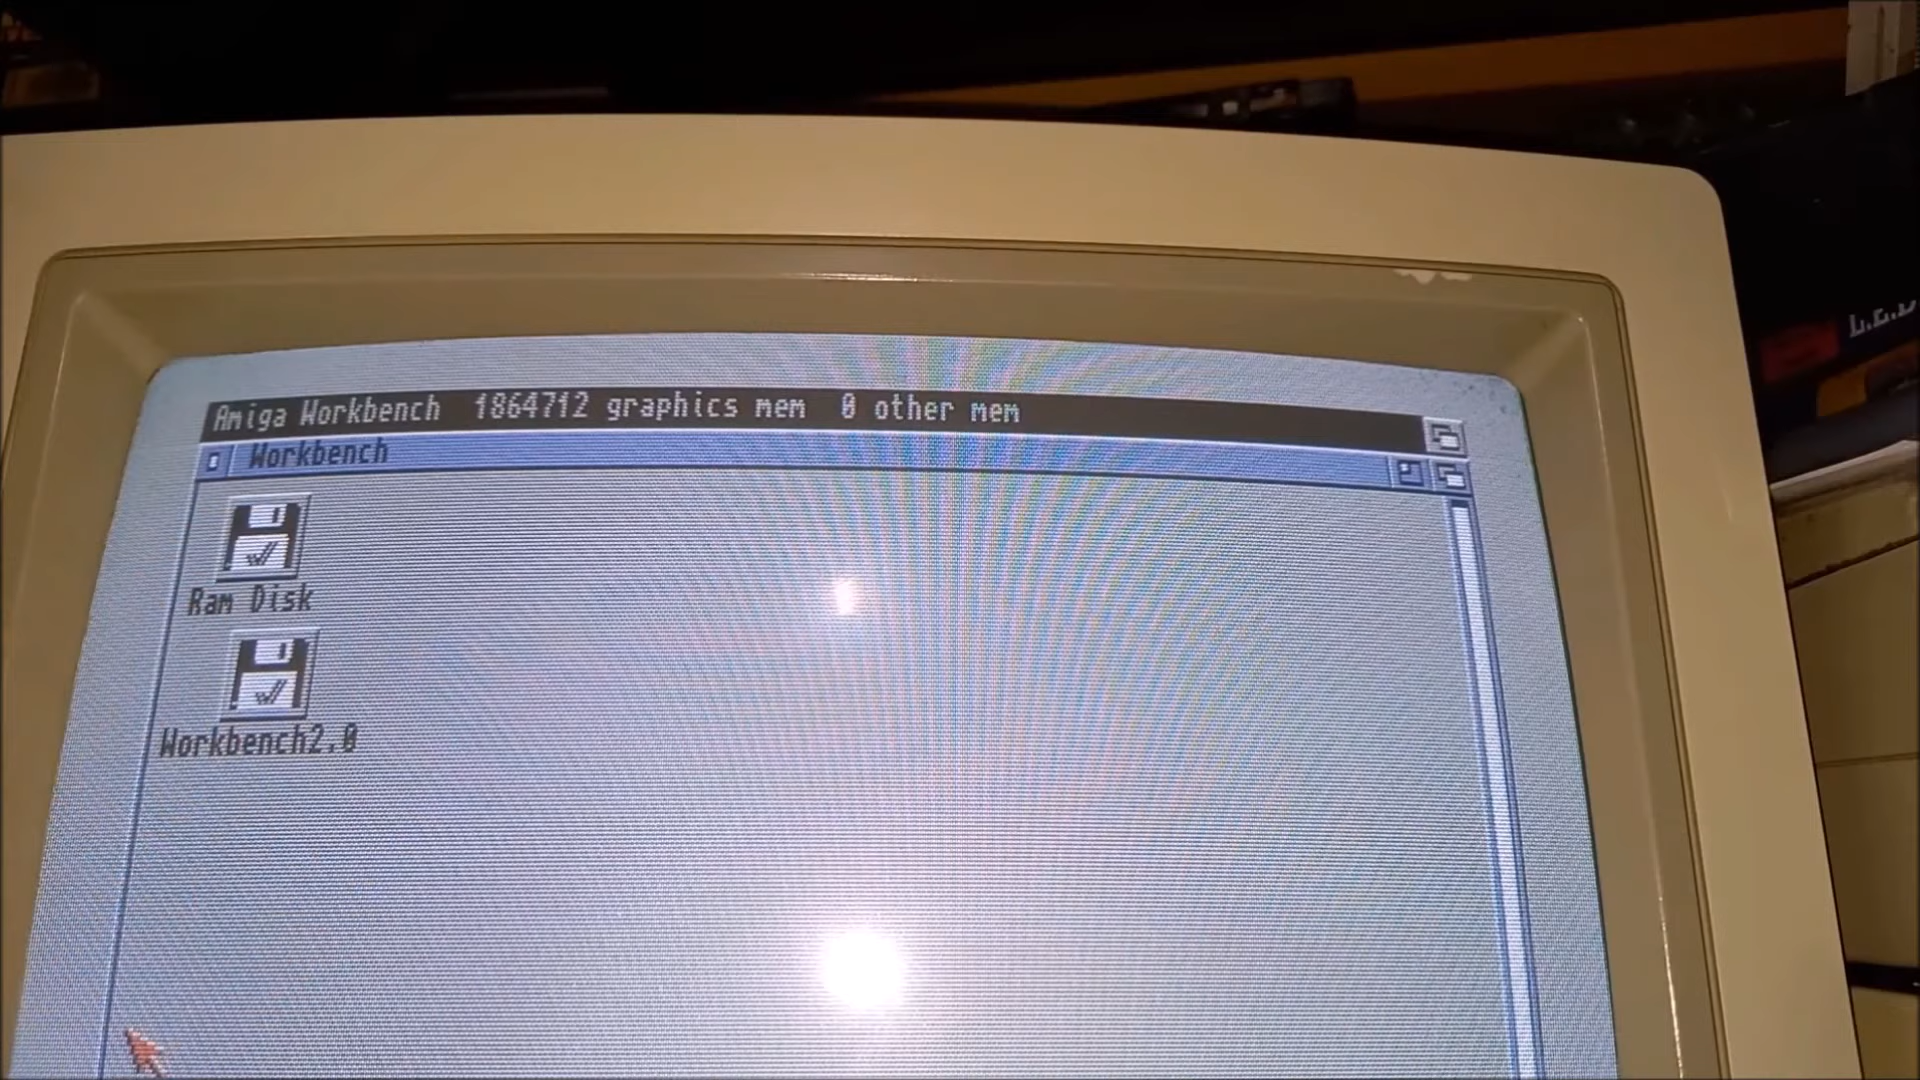 Amiga Workbench  1864712 graphics mem  0 other mem
Workbench
Ram Disk
Workbench2.0